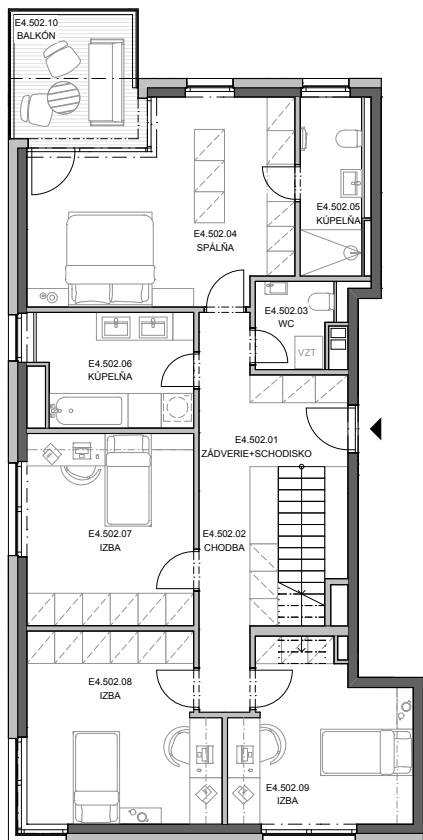 E4.502.10
BALKÓN
E4.502.05
KÚPELŇA
E4.502.04
SPÁLŇA
E4.502.03
WC
VZT
E4.502.06
KÚPELŇA
E4.502.01
ZÁDVERIE+SCHODISKO
E4.502.07
IZBA
E4.502.02
CHODBA
E4.502.08
IZBA
E4.502.09
IZBA